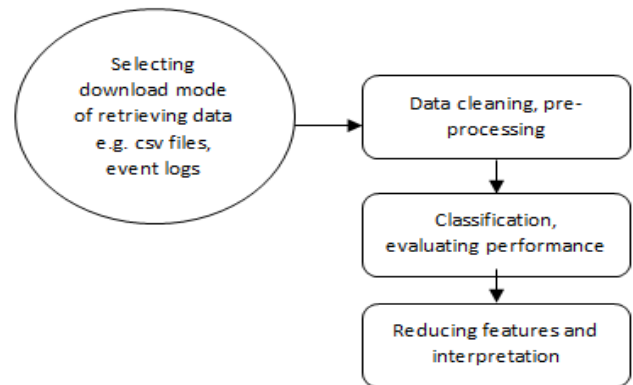 Selecting
download mode
of retrieving data
e.g. csv files,
event logs
Data cleaning, pre-
processing
Classification,
evaluating performance
Reducing features and
interpretation